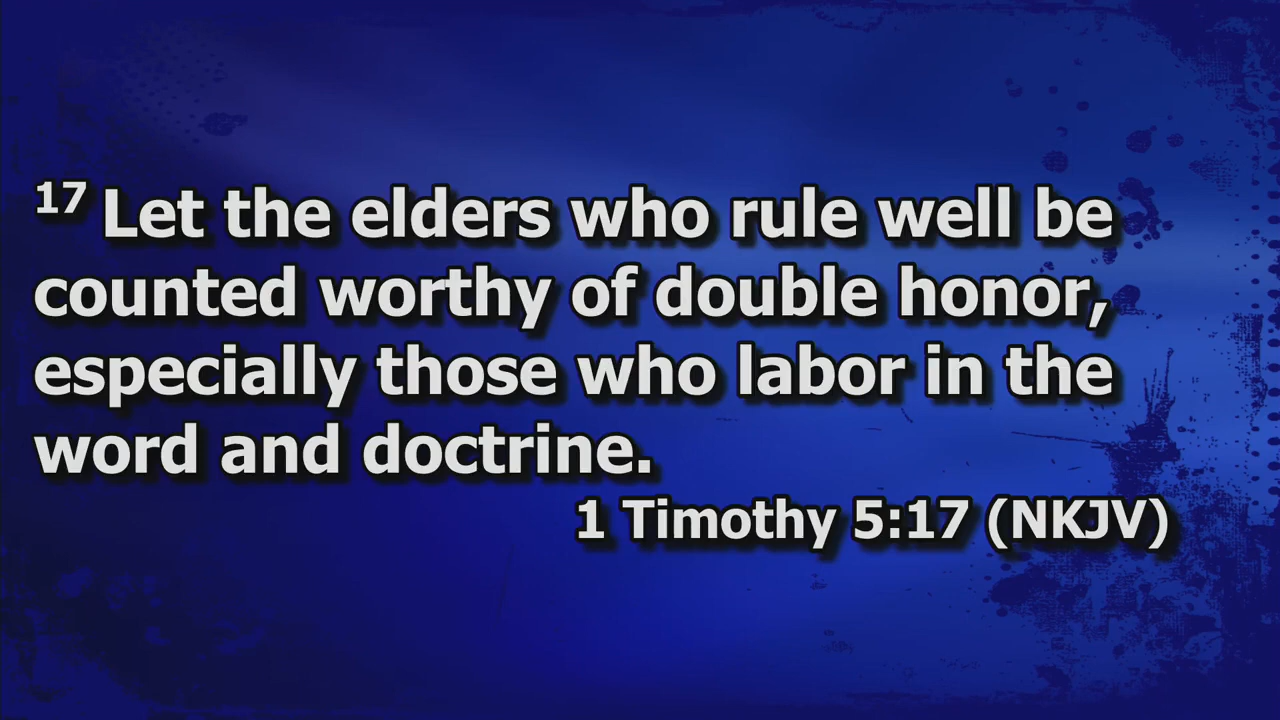 17 Let the elders who rule well be
counted worthy of double honor,
especially those who labor in the
word and doctrine.
1 Timothy 5:17 (NKJV)